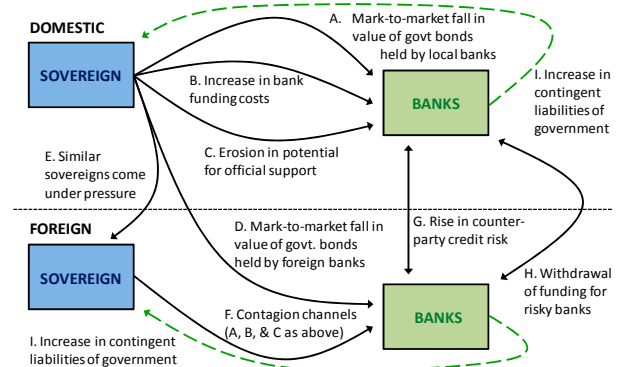 DOMESTIC
SOVEREIGN
A. Mark-to-market fall in
value of govt bonds
held by local banks
B. Increase in bank
funding costs
BANKS
I. Increase in
contingent
liabilities of
government
C. Erosion in potential
for official support
E. Similar
sovereigns come
under pressure
FOREIGN
SOVEREIGN
D. Mark-to-market fall in
value of govt. bonds
held by foreign banks
G. Rise in counter-
party credit risk
H. Withdrawal
of funding for
risky banks
F. Contagion channels
(A, B, & C as above)
BANKS
I. Increase in contingent
liabilities of government